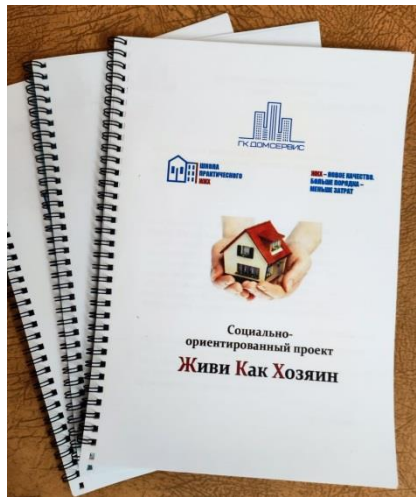 ГК ДОМСЕРВИС
ШКОЛА
ПРАКТИЧЕСКОГО
ЖКХ
ЖКХ – НОВОЕ КАЧЕСТВО.
БОЛЬШЕ ПОРЯДКА –
МЕНЬШЕ ЗАТРАТ
Социально-
ориентированный проект
Живи Как Хозяин